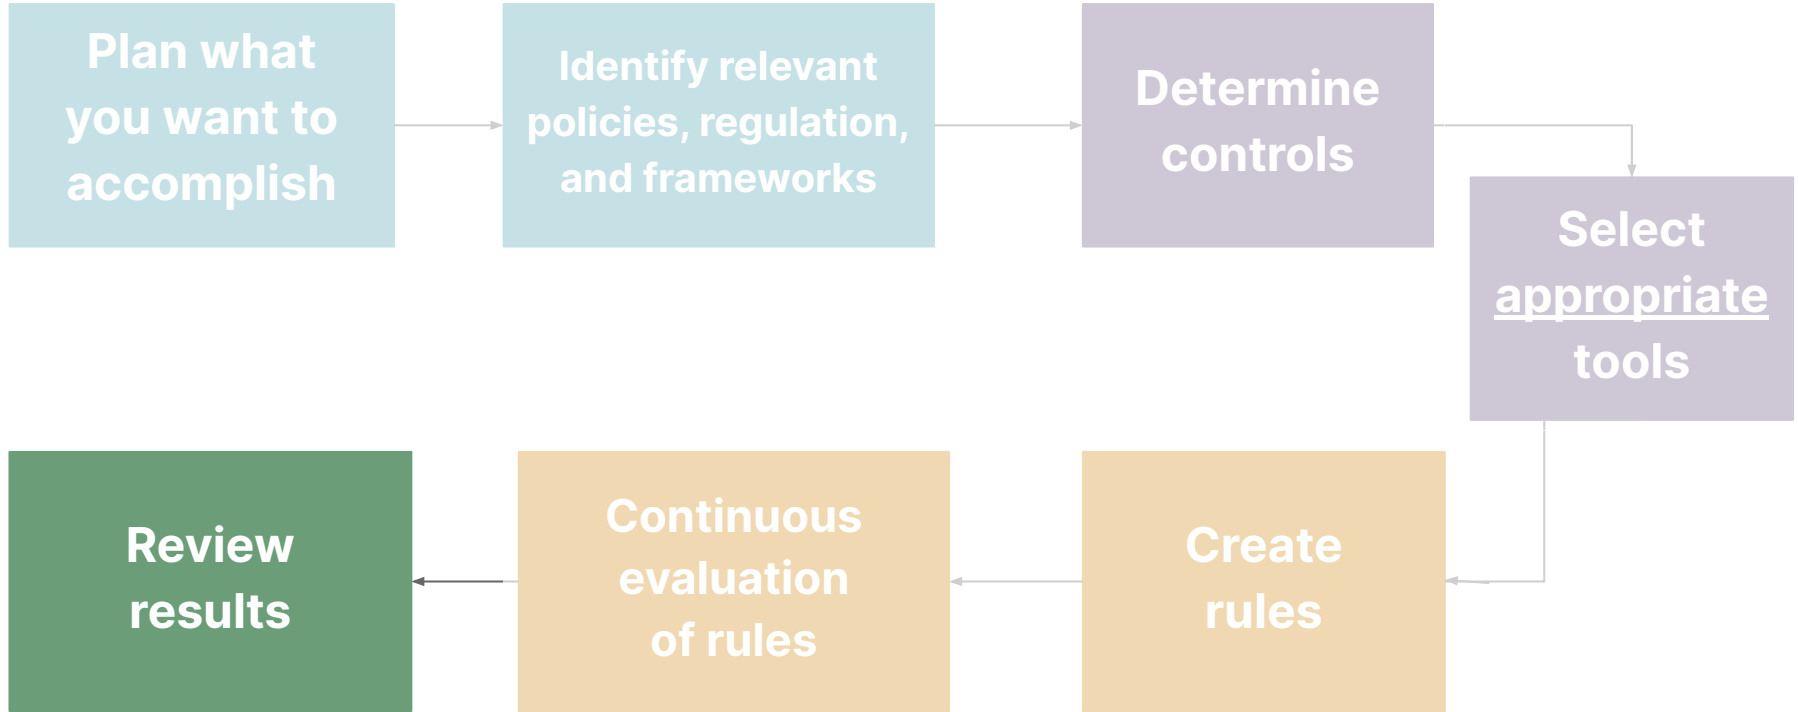 Plan what
you want to
accomplish
Identify relevant
policies, regulation,
and frameworks
Determine
controls
Select
appropriate
tools
Review
results
Continuous
evaluation
of rules
Create
rules